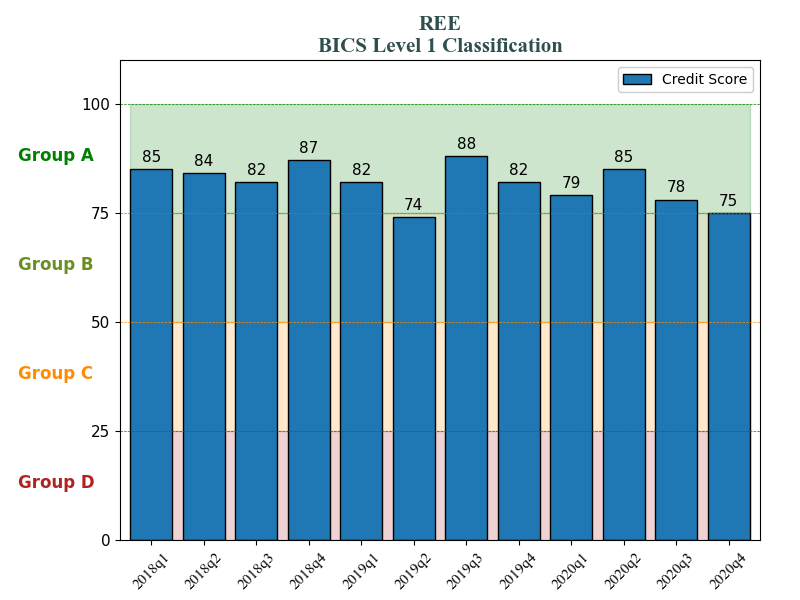 REE
BICS Level 1 Classification
Credit Score
100
Group A
85 84 82 87 82 74 88 82 79 85 78 75
75
Group B
50
Group C
25
Group D
0
2018q1 2018q2 2018q3 2018q4 2019q1 2019q2 2019q3 2019q4 2020q1 2020q2 2020q3 2020q4